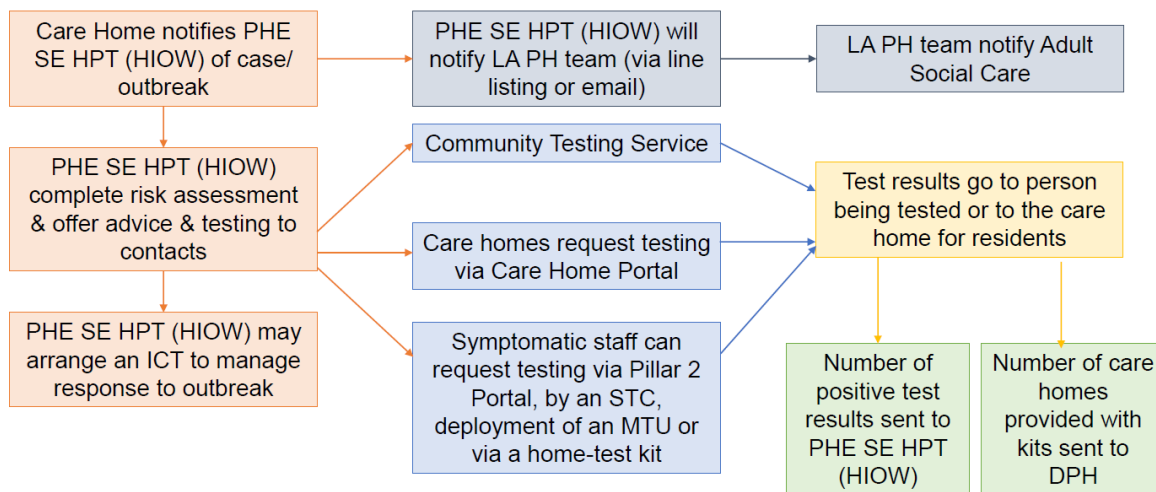 Care Home notifies PHE
SE HPT (HIOW) of case/
outbreak
PHE SE HPT (HIOW) will
notify LA PH team (via line
listing or email)
LA PH team notify Adult
Social Care
PHE SE HPT (HIOW)
complete risk assessment
& offer advice & testing to
contacts
Community Testing Service
Care homes request testing
via Care Home Portal
Symptomatic staff can
request testing via Pillar 2
Portal, by an STC,
deployment of an MTU or
via a home-test kit
Test results go to person
being tested or to the care
home for residents
PHE SE HPT (HIOW) may
arrange an ICT to manage
response to outbreak
Number of
positive test
results sent to
PHE SE HPT
(HIOW)
Number of care
homes
provided with
kits sent to
DPH